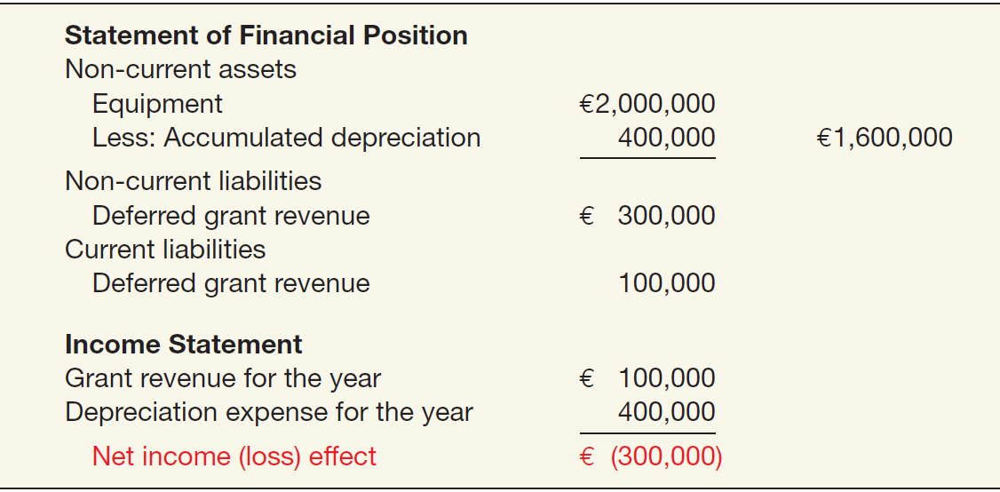 Statement of Financial Position
Non-current assets
Equipment €2,000,000
Less: Accumulated depreciation 400,000 €1,600,000
Non-current liabilities
Deferred grant revenue € 300,000
Current liabilities
Deferred grant revenue 100,000
Income Statement
Grant revenue for the year € 100,000
Depreciation expense for the year 400,000
Net income (loss) effect € (300,000)